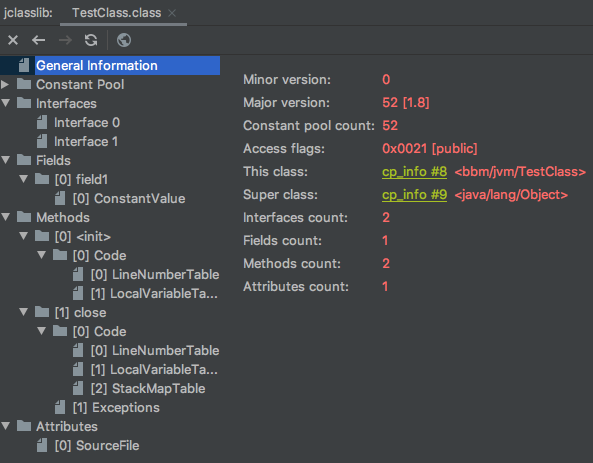 jclasslib: TestClass.class
General Information
Constant Pool
Interfaces
Interface 0
Interface 1
Fields
[0] field1
[0] ConstantValue
Methods
[0] <init>
[0] Code
[0] LineNumberTable
[1] LocalVariableTa...
[1] close
[0] Code
[0] LineNumberTable
[1] LocalVariableTa...
[2] StackMapTable
[1] Exceptions
Attributes
[0] SourceFile
Minor version: 0
Major version: 52 [1.8]
Constant pool count: 52
Access flags: 0x0021 [public]
This class: cp_info #8 <bbm/jvm/TestClass>
Super class: cp_info #9 <java/lang/Object>
Interfaces count: 2
Fields count: 1
Methods count: 2
Attributes count: 1